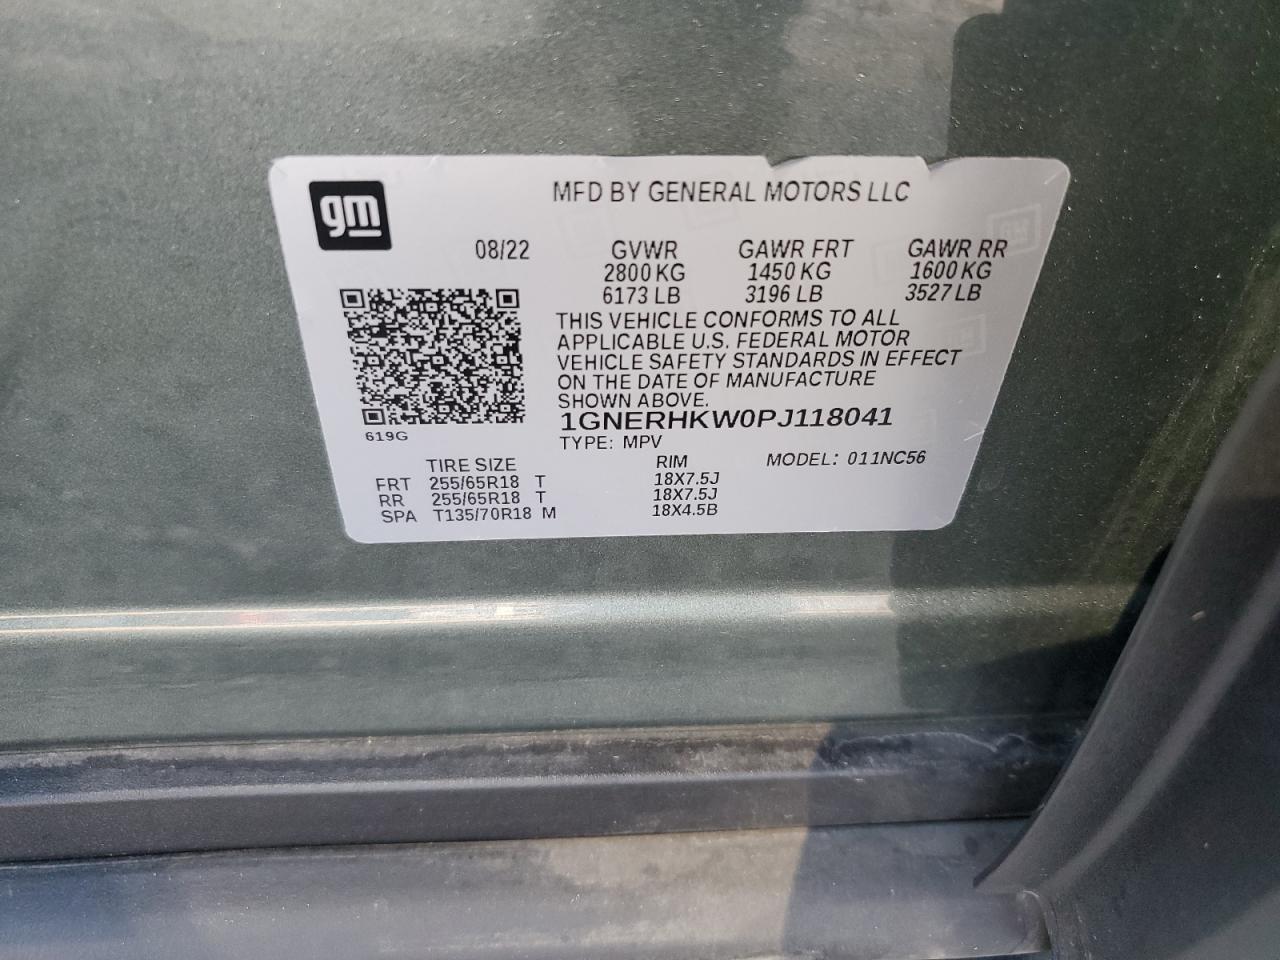 gm
MFD BY GENERAL MOTORS LLC
08/22 GVWR GAWR FRT GAWR RR
2800 KG 1450 KG 1600 KG
6173 LB 3196 LB 3527 LB
THIS VEHICLE CONFORMS TO ALL
APPLICABLE U.S. FEDERAL MOTOR
VEHICLE SAFETY STANDARDS IN EFFECT
ON THE DATE OF MANUFACTURE
SHOWN ABOVE.
1GNERHKW0PJ118041
619G
TYPE: MPV MODEL: 011NC56
TIRE SIZE RIM
FRT 255/65R18 T 18X7.5J
RR 255/65R18 T 18X7.5J
SPA T135/70R18 M 18X4.5B